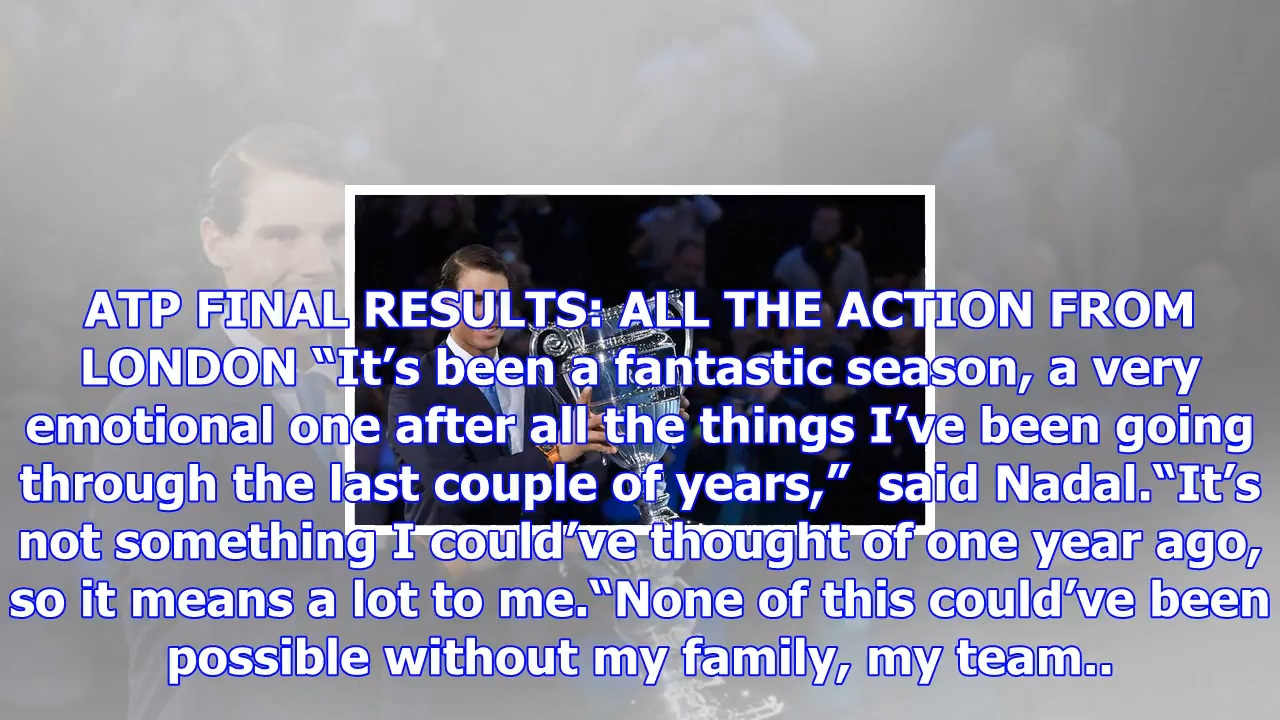 ATP FINAL RESULTS: ALL THE ACTION FROM
LONDON “It’s been a fantastic season, a very
emotional one after all the things I’ve been going
through the last couple of years,”  said Nadal.“It’s
not something I could’ve thought of one year ago,
so it means a lot to me.“None of this could’ve been
possible without my family, my team..